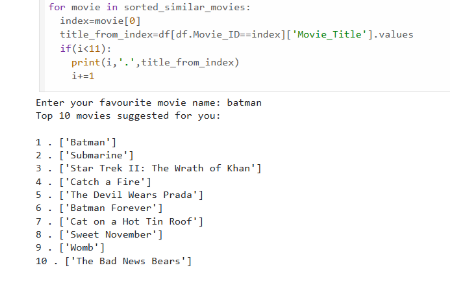 for movie in sorted_similar_movies:
index=movie[0]
title_from_index=df[df.Movie_ID==index]['Movie_Title'].values
if(i<11):
print(i,'.',title_from_index)
i+=1
Enter your favourite movie name: batman
Top 10 movies suggested for you:
1 . ['Batman']
2 . ['Submarine']
3 . ['Star Trek II: The Wrath of Khan']
4 . ['Catch a Fire']
5 . ['The Devil Wears Prada']
6 . ['Batman Forever']
7 . ['Cat on a Hot Tin Roof']
8 . ['Sweet November']
9 . ['Womb']
10 . ['The Bad News Bears']